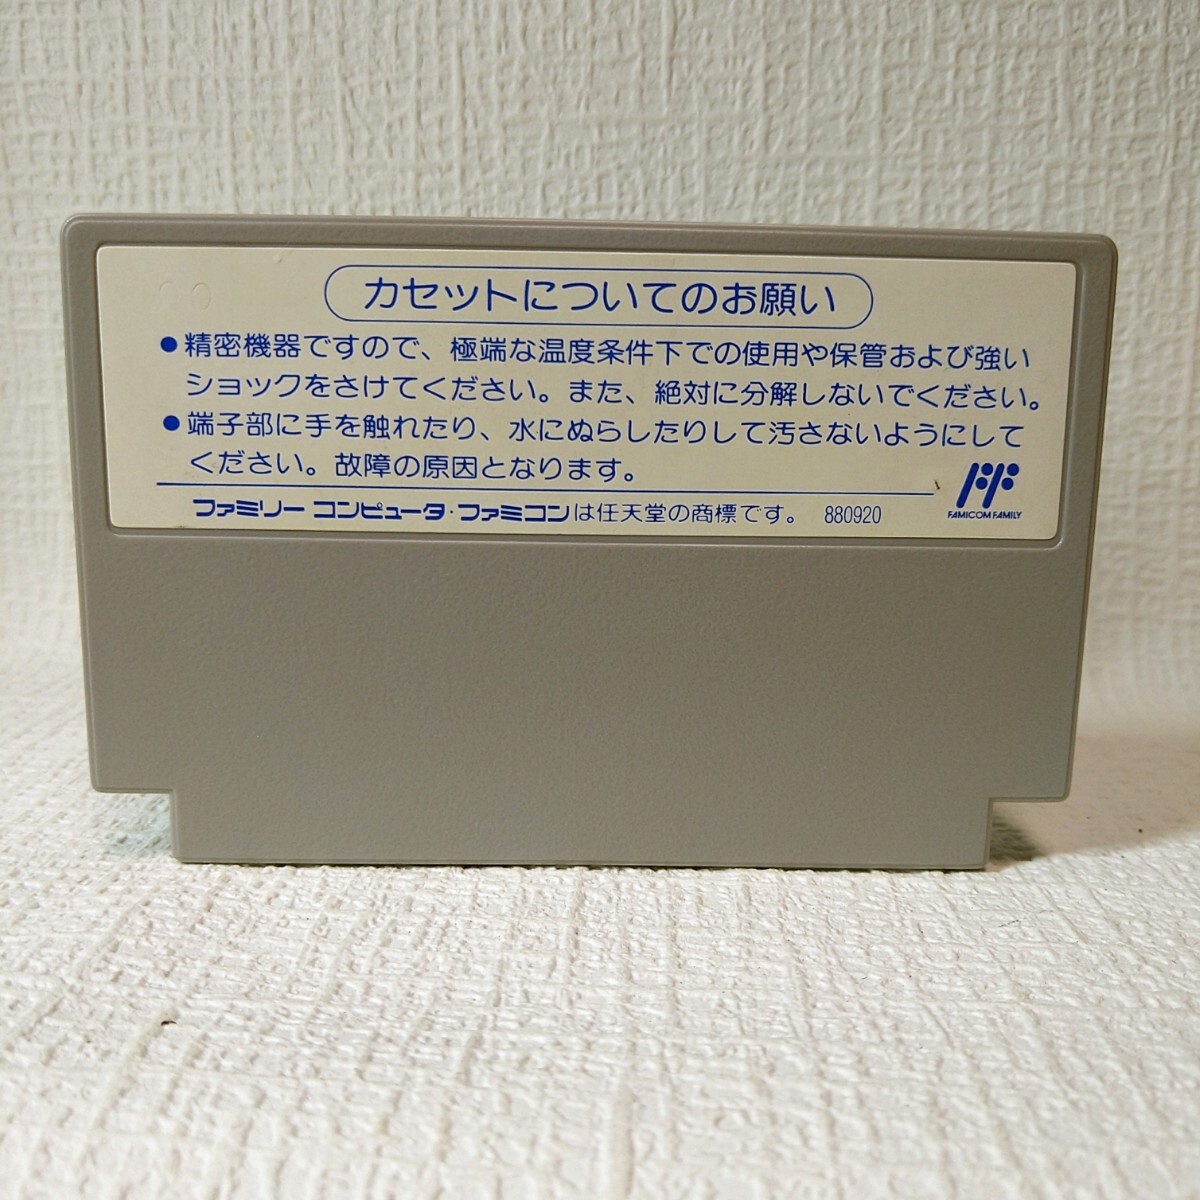 カセットについてのお願い
●精密機器ですので、極端な温度条件下での使用や保管および強い
ショックをさけてください。また、絶対に分解しないでください。
●端子部に手を触れたり、水にぬらしたりして汚さないようにして
ください。故障の原因となります。
ファミリーコンピュータ・ファミコンは任天堂の商標です。 880920
FAMICOM FAMILY